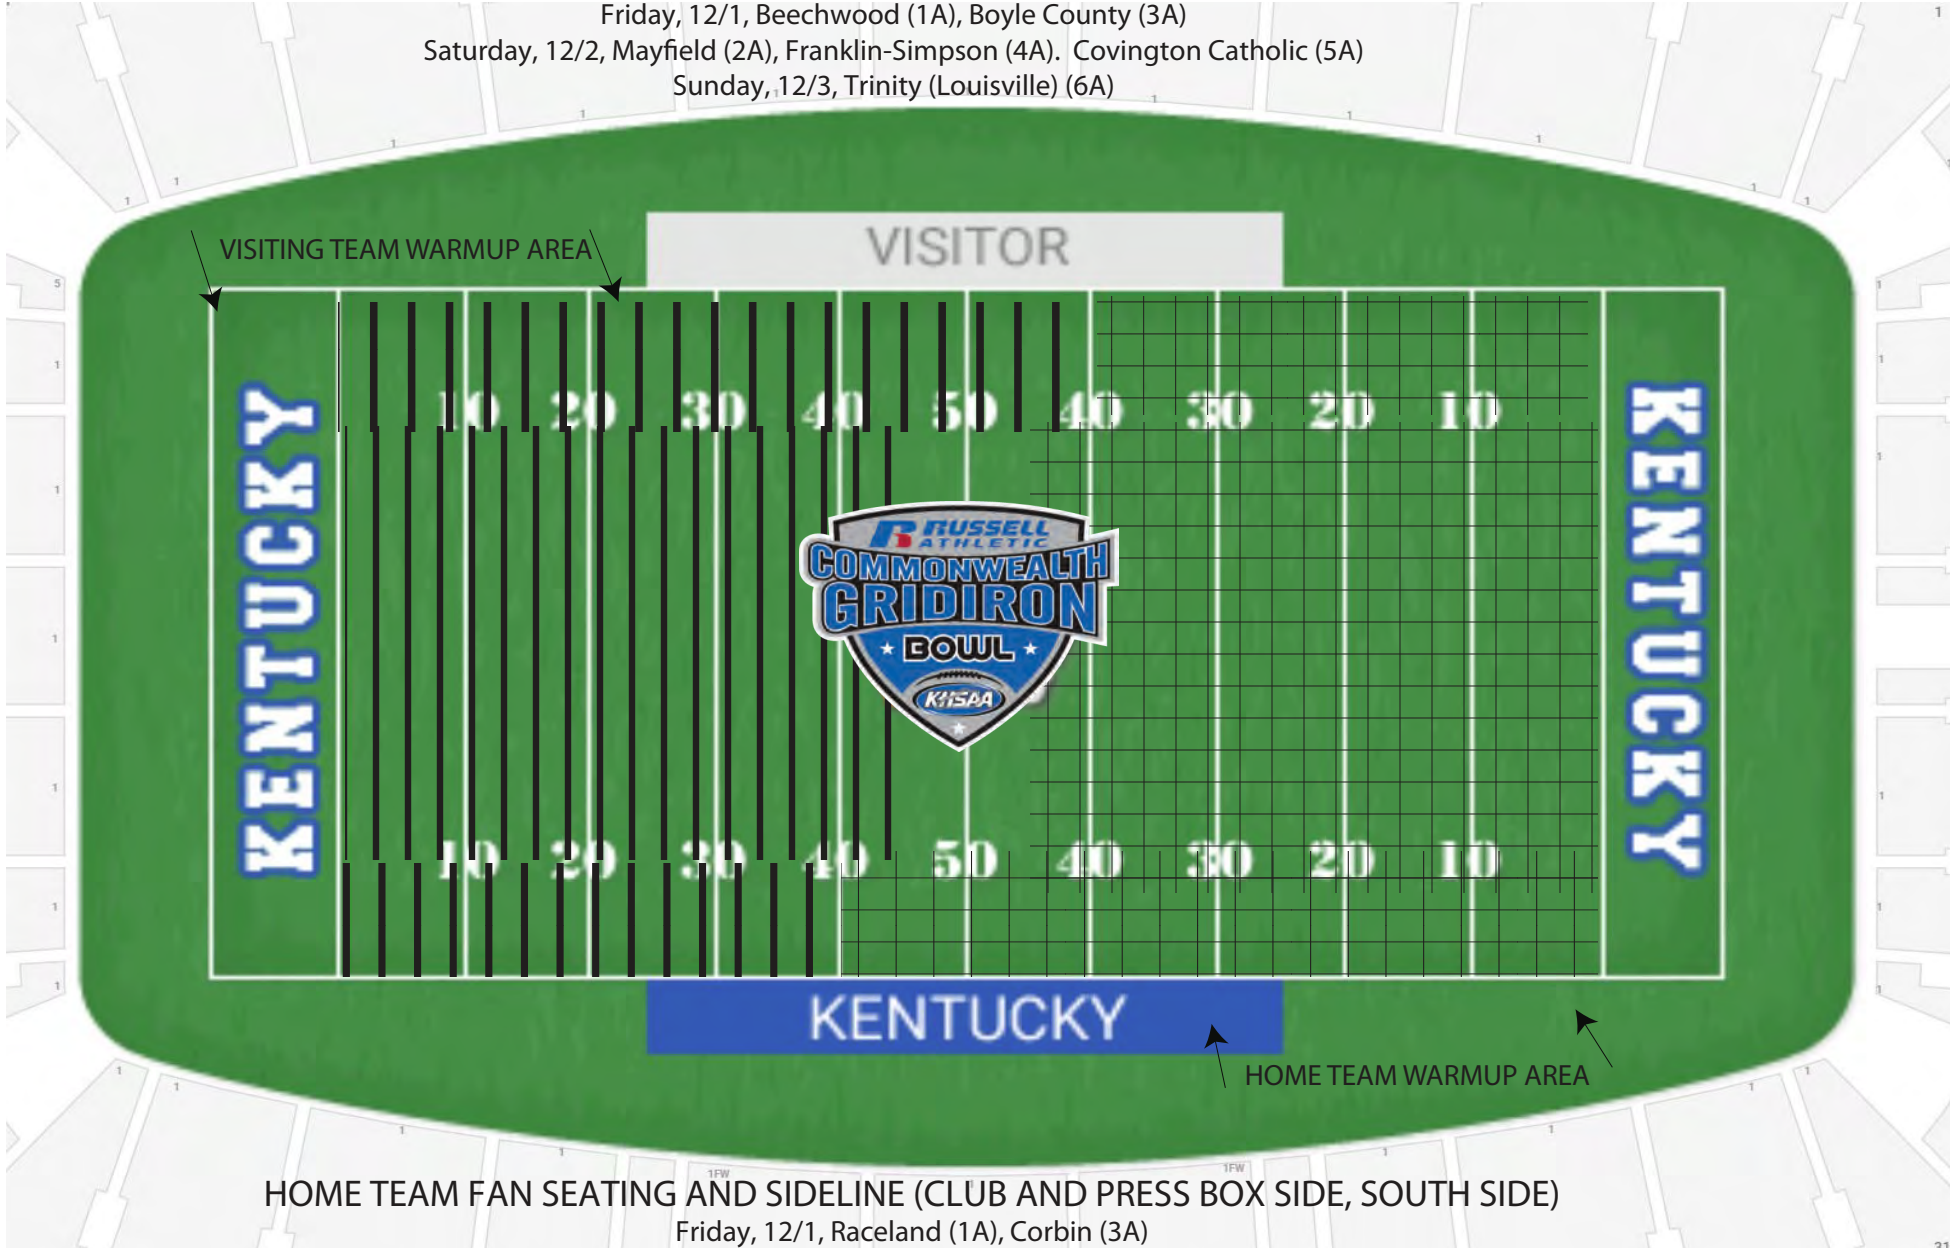 Friday, 12/1, Beechwood (1A), Boyle County (3A)
Saturday, 12/2, Mayfield (2A), Franklin-Simpson (4A).  Covington Catholic (5A)
Sunday, 12/3, Trinity (Louisville) (6A)
VISITING TEAM WARMUP AREA
VISITOR
10 20 30 40 50 40 30 20 10
KENTUCKY
RUSSELL
ATHLETIC
COMMONWEALTH
GRIDIRON
BOWL
KHSAA
KENTUCKY
10 20 30 40 50 40 30 20 10
KENTUCKY
HOME TEAM WARMUP AREA
1FW
1FW
HOME TEAM FAN SEATING AND SIDELINE (CLUB AND PRESS BOX SIDE, SOUTH SIDE)
Friday, 12/1, Raceland (1A), Corbin (3A)